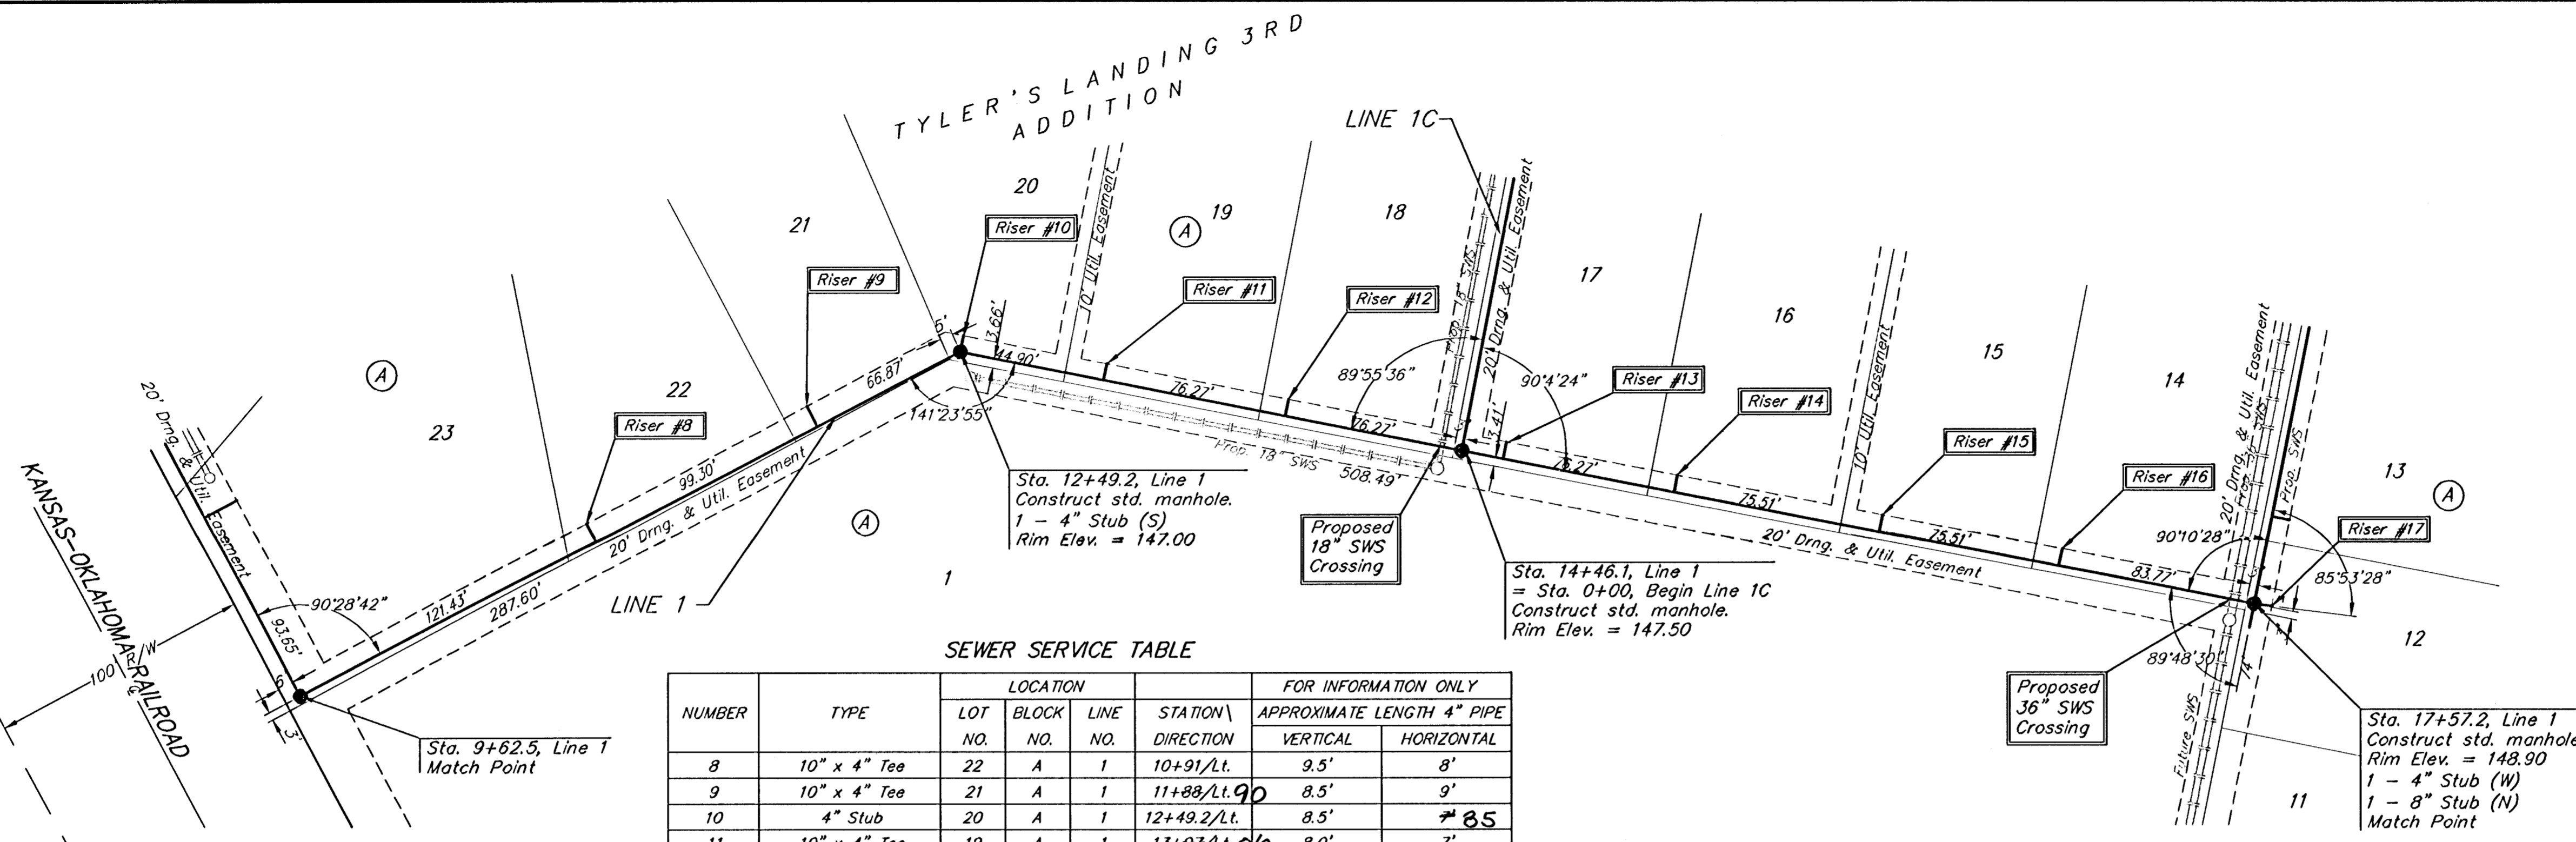 TYLER'S LANDING 3RD
ADDITION
LINE 1C
20
21
19
18
17
16
15
14
13
12
11
22
23
1
A
A
A
A
Riser #10
Riser #9
Riser #11
Riser #12
Riser #8
Riser #13
Riser #14
Riser #15
Riser #16
Riser #17
10' Util. Easement
20' Drng. & Util. Easement
10' Util. Easement
20' Drng. & Util. Easement
Prop. SWS
20' Drng. & Util. Easement
5'
3.66'
44.90'
66.87'
141°23'55"
76.27'
76.27'
89°55'36"
90°4'24"
3.41'
76.27'
75.51'
75.51'
83.77'
90°10'28"
85°53'28"
89°48'30"
14'
99.30'
121.43'
287.60'
20' Drng. & Util. Easement
90°28'42"
93.65'
6'
3'
Prop. 18" SWS
508.49'
20' Drng. & Util. Easement
Future SWS
KANSAS-OKLAHOMA RAILROAD
100' R/W
LINE 1
Sta. 9+62.5, Line 1
Match Point
Sta. 12+49.2, Line 1
Construct std. manhole.
1 - 4" Stub (S)
Rim Elev. = 147.00
Proposed
18" SWS
Crossing
Sta. 14+46.1, Line 1
= Sta. 0+00, Begin Line 1C
Construct std. manhole.
Rim Elev. = 147.50
Proposed
36" SWS
Crossing
Sta. 17+57.2, Line 1
Construct std. manhole
Rim Elev. = 148.90
1 - 4" Stub (W)
1 - 8" Stub (N)
Match Point
SEWER SERVICE TABLE
LOCATION FOR INFORMATION ONLY
NUMBER TYPE LOT BLOCK LINE STATION\ APPROXIMATE LENGTH 4" PIPE
NO. NO. NO. DIRECTION VERTICAL HORIZONTAL
8 10" x 4" Tee 22 A 1 10+91/Lt. 9.5' 8'
9 10" x 4" Tee 21 A 1 11+88/Lt. 90 8.5' 9'
10 4" Stub 20 A 1 12+49.2/Lt. 8.5' 85
11 10" x 4" Tee 19 A 1 13+07/Lt. 8.0' 7'